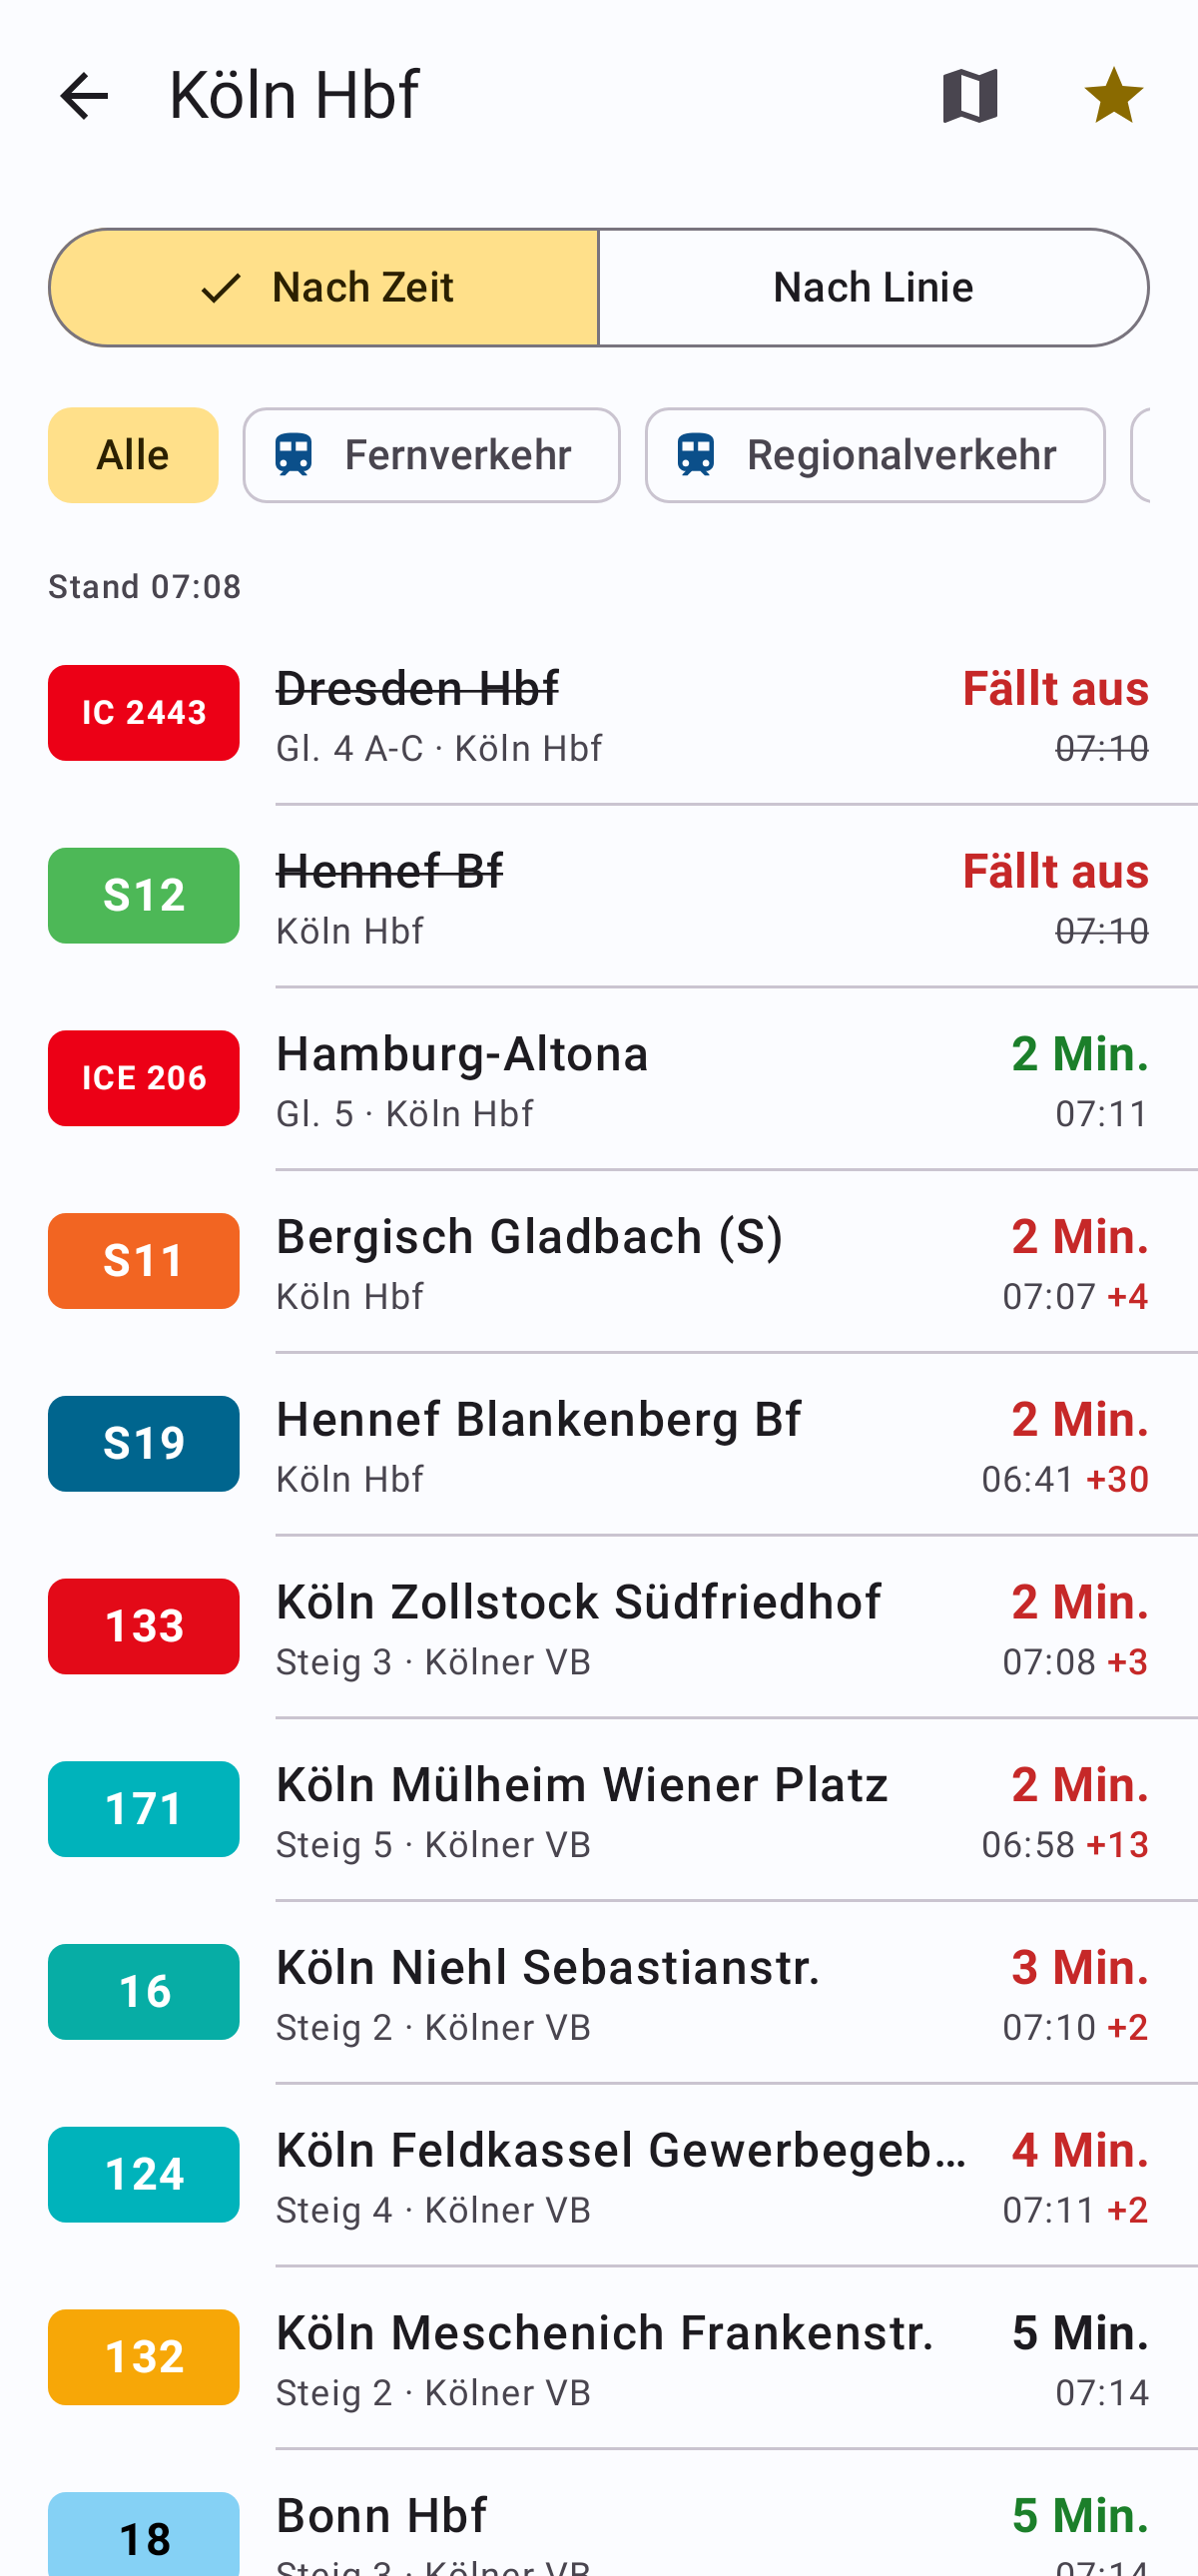 Köln Hbf
Nach Zeit
Nach Linie
Alle
Fernverkehr
Regionalverkehr
Stand 07:08
IC 2443
Dresden Hbf
Fällt aus
Gl. 4 A-C · Köln Hbf
07:10
S12
Hennef Bf
Fällt aus
Köln Hbf
07:10
ICE 206
Hamburg-Altona
2 Min.
Gl. 5 · Köln Hbf
07:11
S11
Bergisch Gladbach (S)
2 Min.
Köln Hbf
07:07 +4
S19
Hennef Blankenberg Bf
2 Min.
Köln Hbf
06:41 +30
133
Köln Zollstock Südfriedhof
2 Min.
Steig 3 · Kölner VB
07:08 +3
171
Köln Mülheim Wiener Platz
2 Min.
Steig 5 · Kölner VB
06:58 +13
16
Köln Niehl Sebastianstr.
3 Min.
Steig 2 · Kölner VB
07:10 +2
124
Köln Feldkassel Gewerbegeb…
4 Min.
Steig 4 · Kölner VB
07:11 +2
132
Köln Meschenich Frankenstr.
5 Min.
Steig 2 · Kölner VB
07:14
18
Bonn Hbf
5 Min.
Steig 3 · Kölner VB
07:14